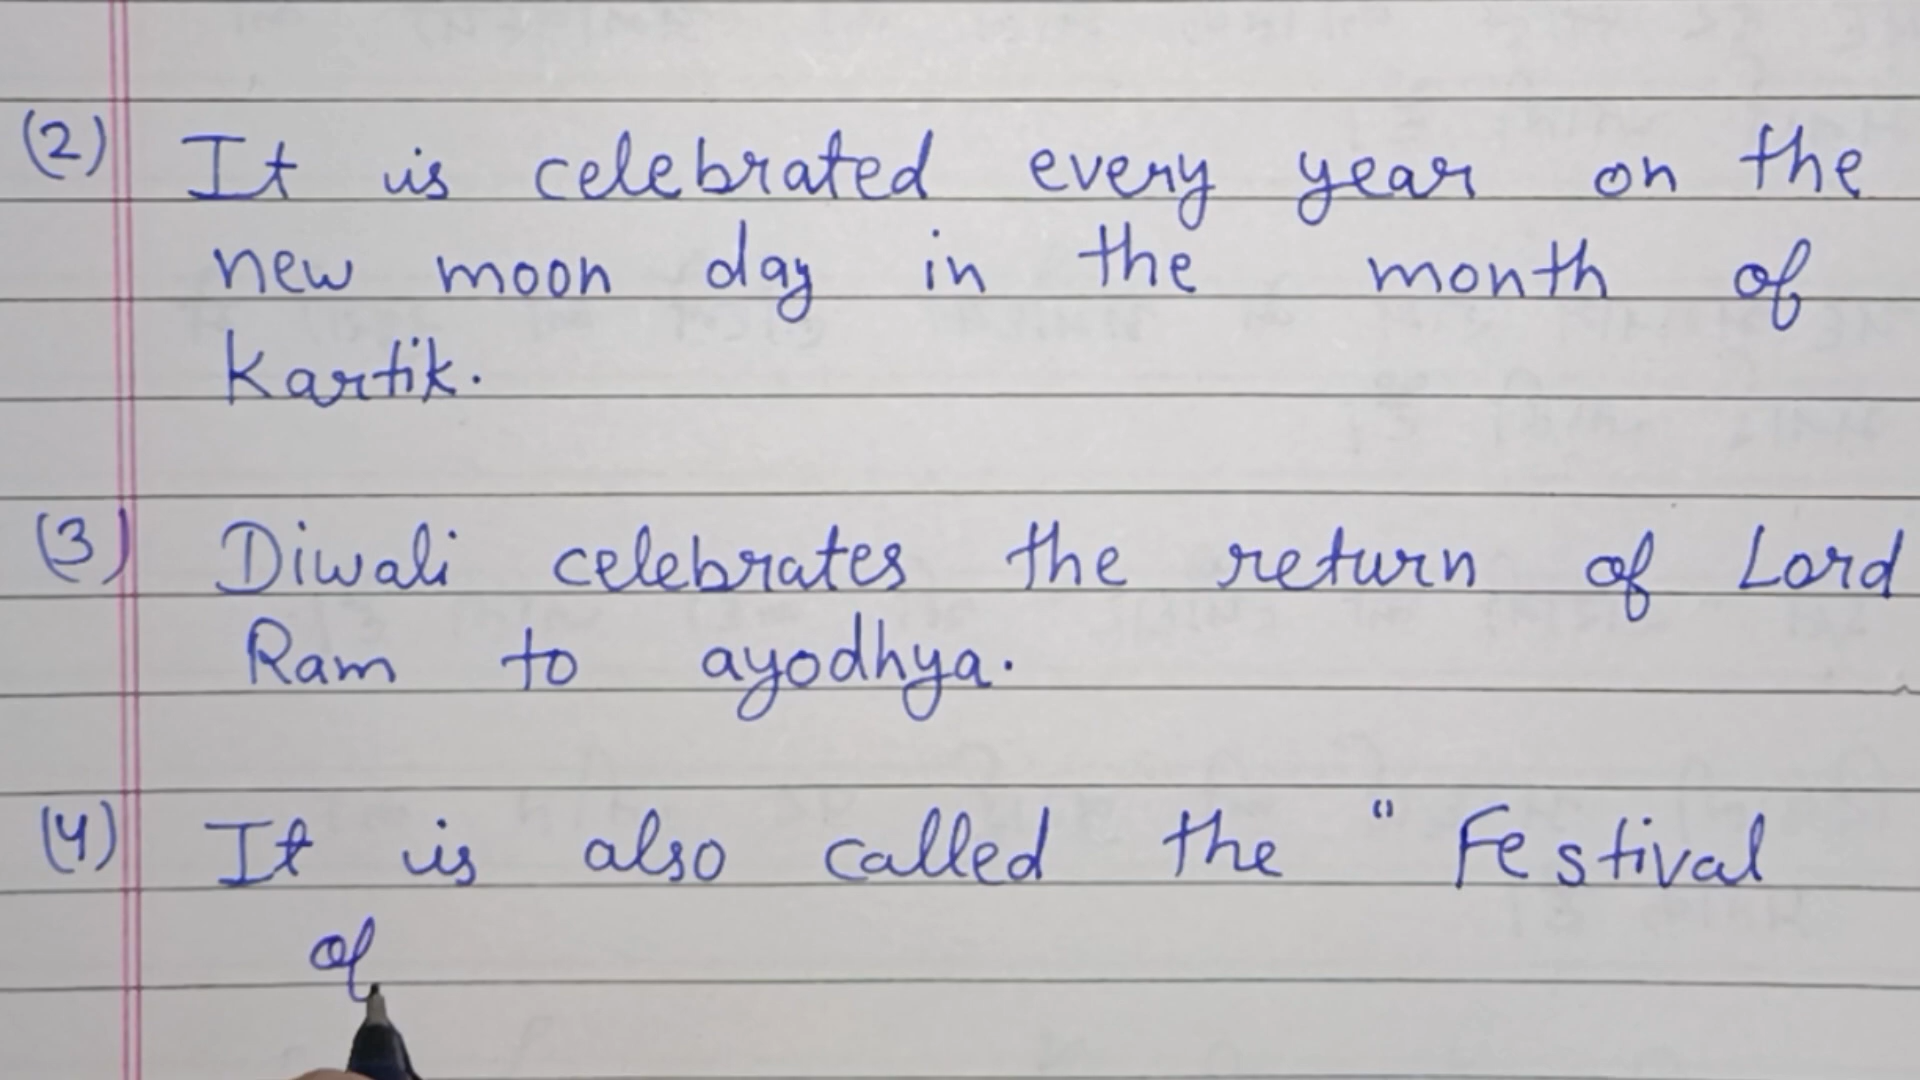 (2) It is celebrated every year on the
new moon day in the month of
Kartik.
(3) Diwali celebrates the return of Lord
Ram to ayodhya.
(4) It is also called the "Festival
of